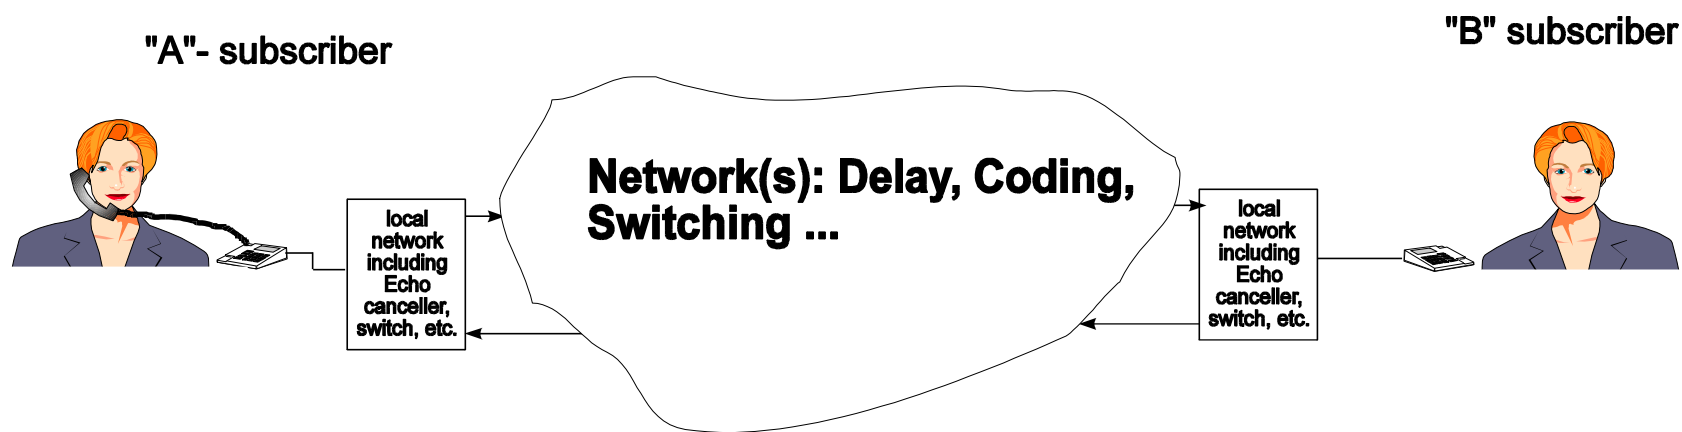 "A"- subscriber
"B" subscriber
Network(s): Delay, Coding,
Switching ...
local
network
including
Echo
canceller,
switch, etc.
local
network
including
Echo
canceller,
switch, etc.